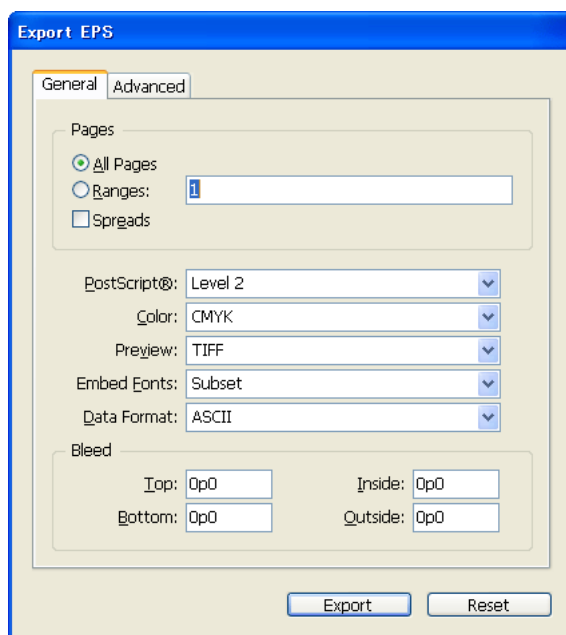 Export EPS
General Advanced
Pages
All Pages
Ranges: 1
Spreads
PostScript®: Level 2
Color: CMYK
Preview: TIFF
Embed Fonts: Subset
Data Format: ASCII
Bleed
Top: 0p0 Inside: 0p0
Bottom: 0p0 Outside: 0p0
Export Reset